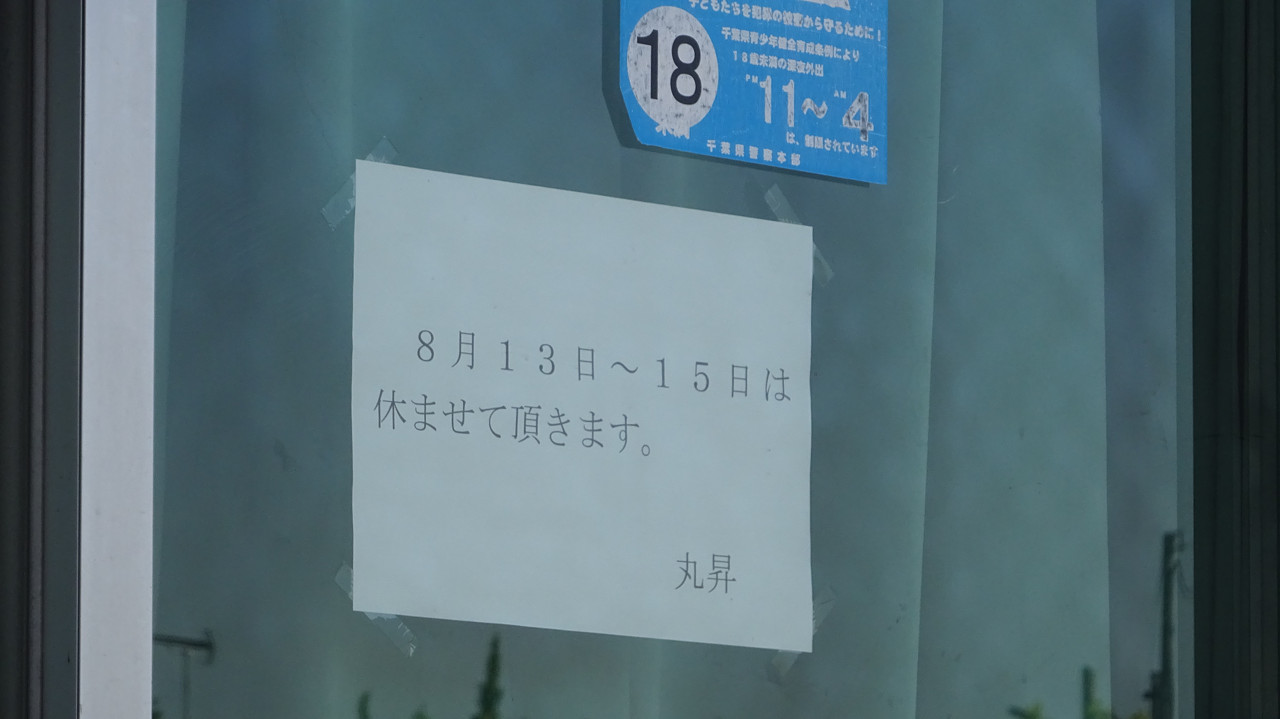 子どもたちを犯罪の被害から守るために！
18
未満
千葉県青少年健全育成条例により
18歳未満の深夜外出
PM 11～AM 4
は、制限されています
千葉県警察本部
８月１３日～１５日は
休ませて頂きます。
丸昇